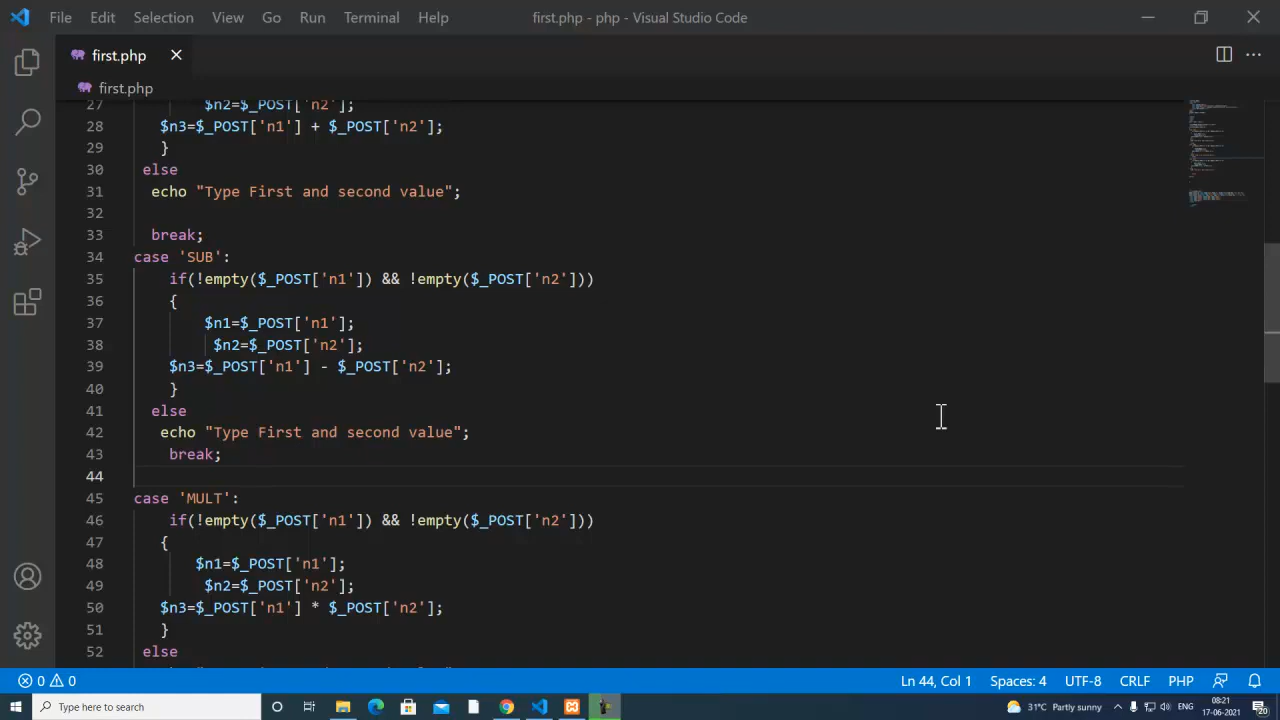 File Edit Selection View Go Run Terminal Help first.php - php - Visual Studio Code
first.php
first.php
27 $n2=$_POST['n2'];
28 $n3=$_POST['n1'] + $_POST['n2'];
29 }
30 else
31 echo "Type First and second value";
32
33 break;
34 case 'SUB':
35 if(!empty($_POST['n1']) && !empty($_POST['n2']))
36 {
37 $n1=$_POST['n1'];
38 $n2=$_POST['n2'];
39 $n3=$_POST['n1'] - $_POST['n2'];
40 }
41 else
42 echo "Type First and second value";
43 break;
44
45 case 'MULT':
46 if(!empty($_POST['n1']) && !empty($_POST['n2']))
47 {
48 $n1=$_POST['n1'];
49 $n2=$_POST['n2'];
50 $n3=$_POST['n1'] * $_POST['n2'];
51 }
52 else
0 0 Ln 44, Col 1 Spaces: 4 UTF-8 CRLF PHP
Type here to search 31°C Partly sunny ENG 08:21
17-06-2021 20